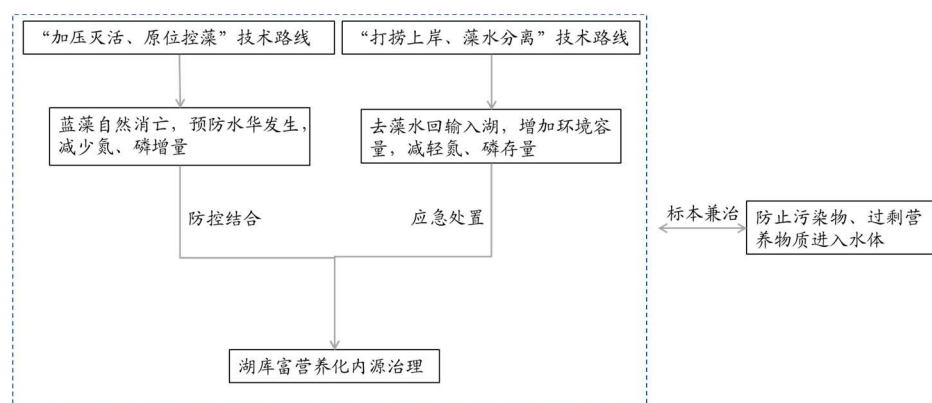 “加压灭活、原位控藻”技术路线
“打捞上岸、藻水分离”技术路线
蓝藻自然消亡，预防水华发生，
减少氮、磷增量
去藻水回输入湖，增加环境容
量，减轻氮、磷存量
防控结合
应急处置
标本兼治
防止污染物、过剩营
养物质进入水体
湖库富营养化内源治理